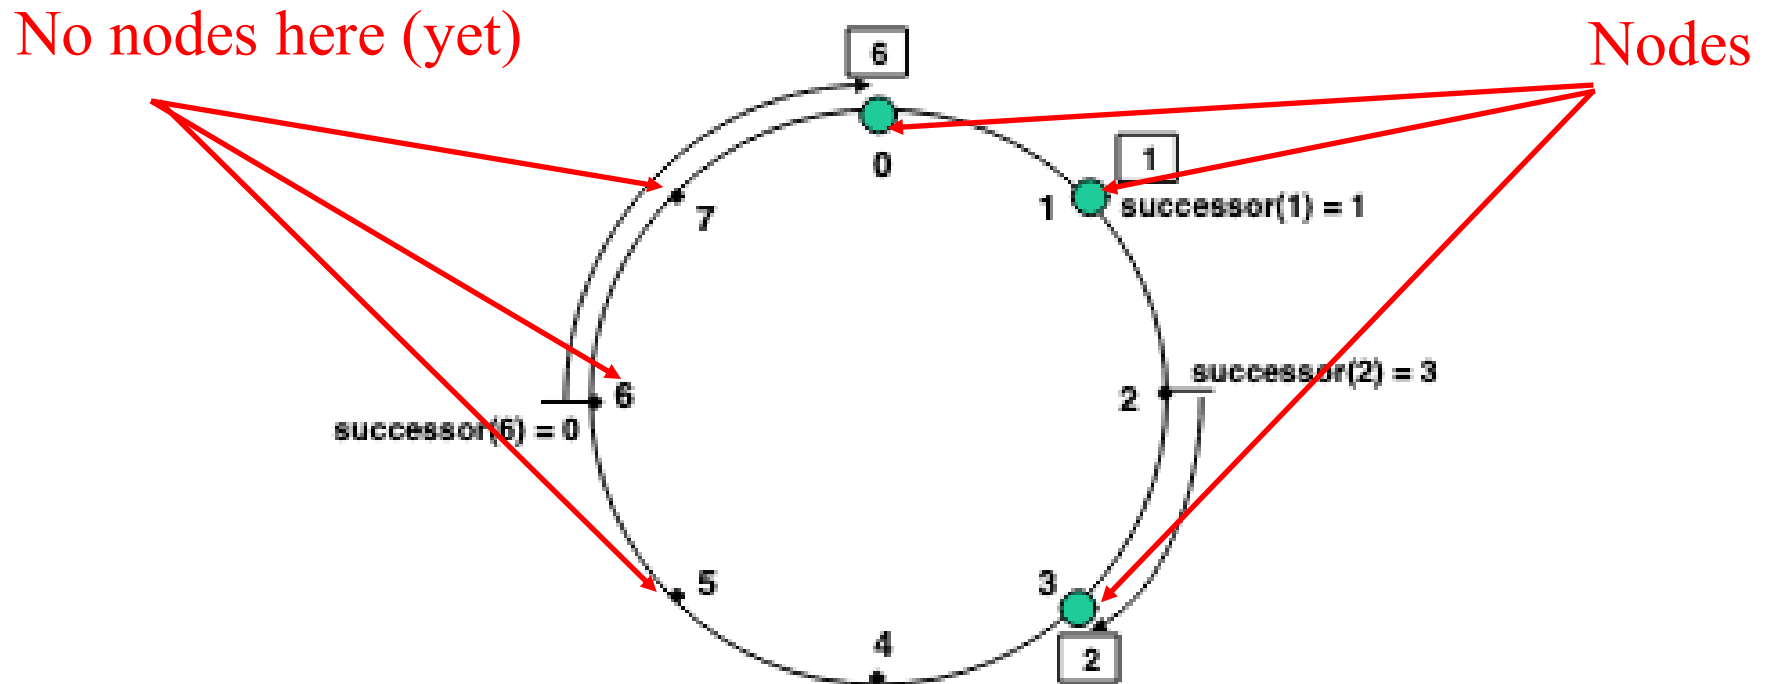 No nodes here (yet)
Nodes
6
0
1
1
successor(1) = 1
7
successor(2) = 3
2
6
successor(6) = 0
5
3
4
2